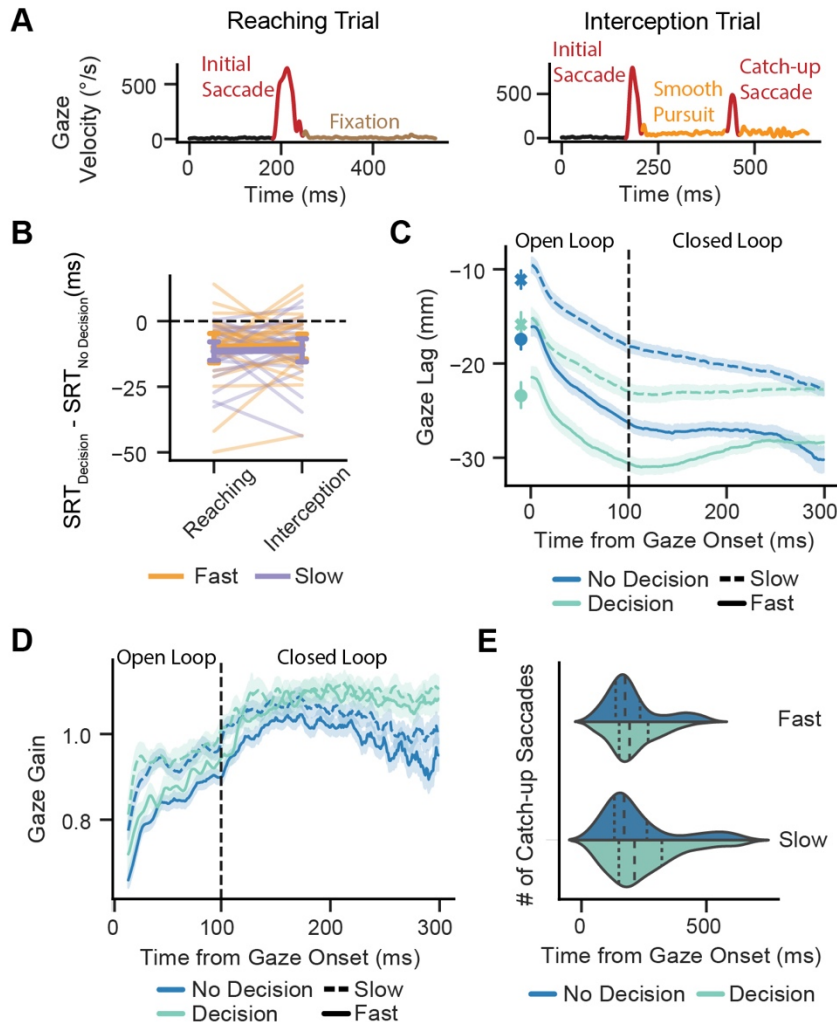 A
Reaching Trial
Interception Trial
Gaze
Velocity (°/s)
500
0
Initial
Saccade
Fixation
0 200 400
Time (ms)
500
0
Initial
Saccade
Smooth
Pursuit
Catch-up
Saccade
0 250 500
Time (ms)
B
SRT Decision - SRT No Decision (ms)
0
−25
−50
Reaching
Interception
Fast
Slow
C
Open Loop
Closed Loop
Gaze Lag (mm)
−10
−20
−30
0 100 200 300
Time from Gaze Onset (ms)
No Decision
Slow
Decision
Fast
D
Open Loop
Closed Loop
Gaze Gain
1.0
0.8
0 100 200 300
Time from Gaze Onset (ms)
No Decision
Slow
Decision
Fast
E
# of Catch-up Saccades
Fast
Slow
0 500
Time from Gaze Onset (ms)
No Decision
Decision